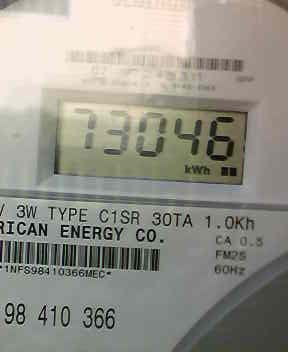 73046
kWh
V 3W TYPE C1SR 30TA 1.0Kh
RICAN ENERGY CO.
CA 0.5
FM2S
60Hz
*1NFS98410366MEC*
98 410 366